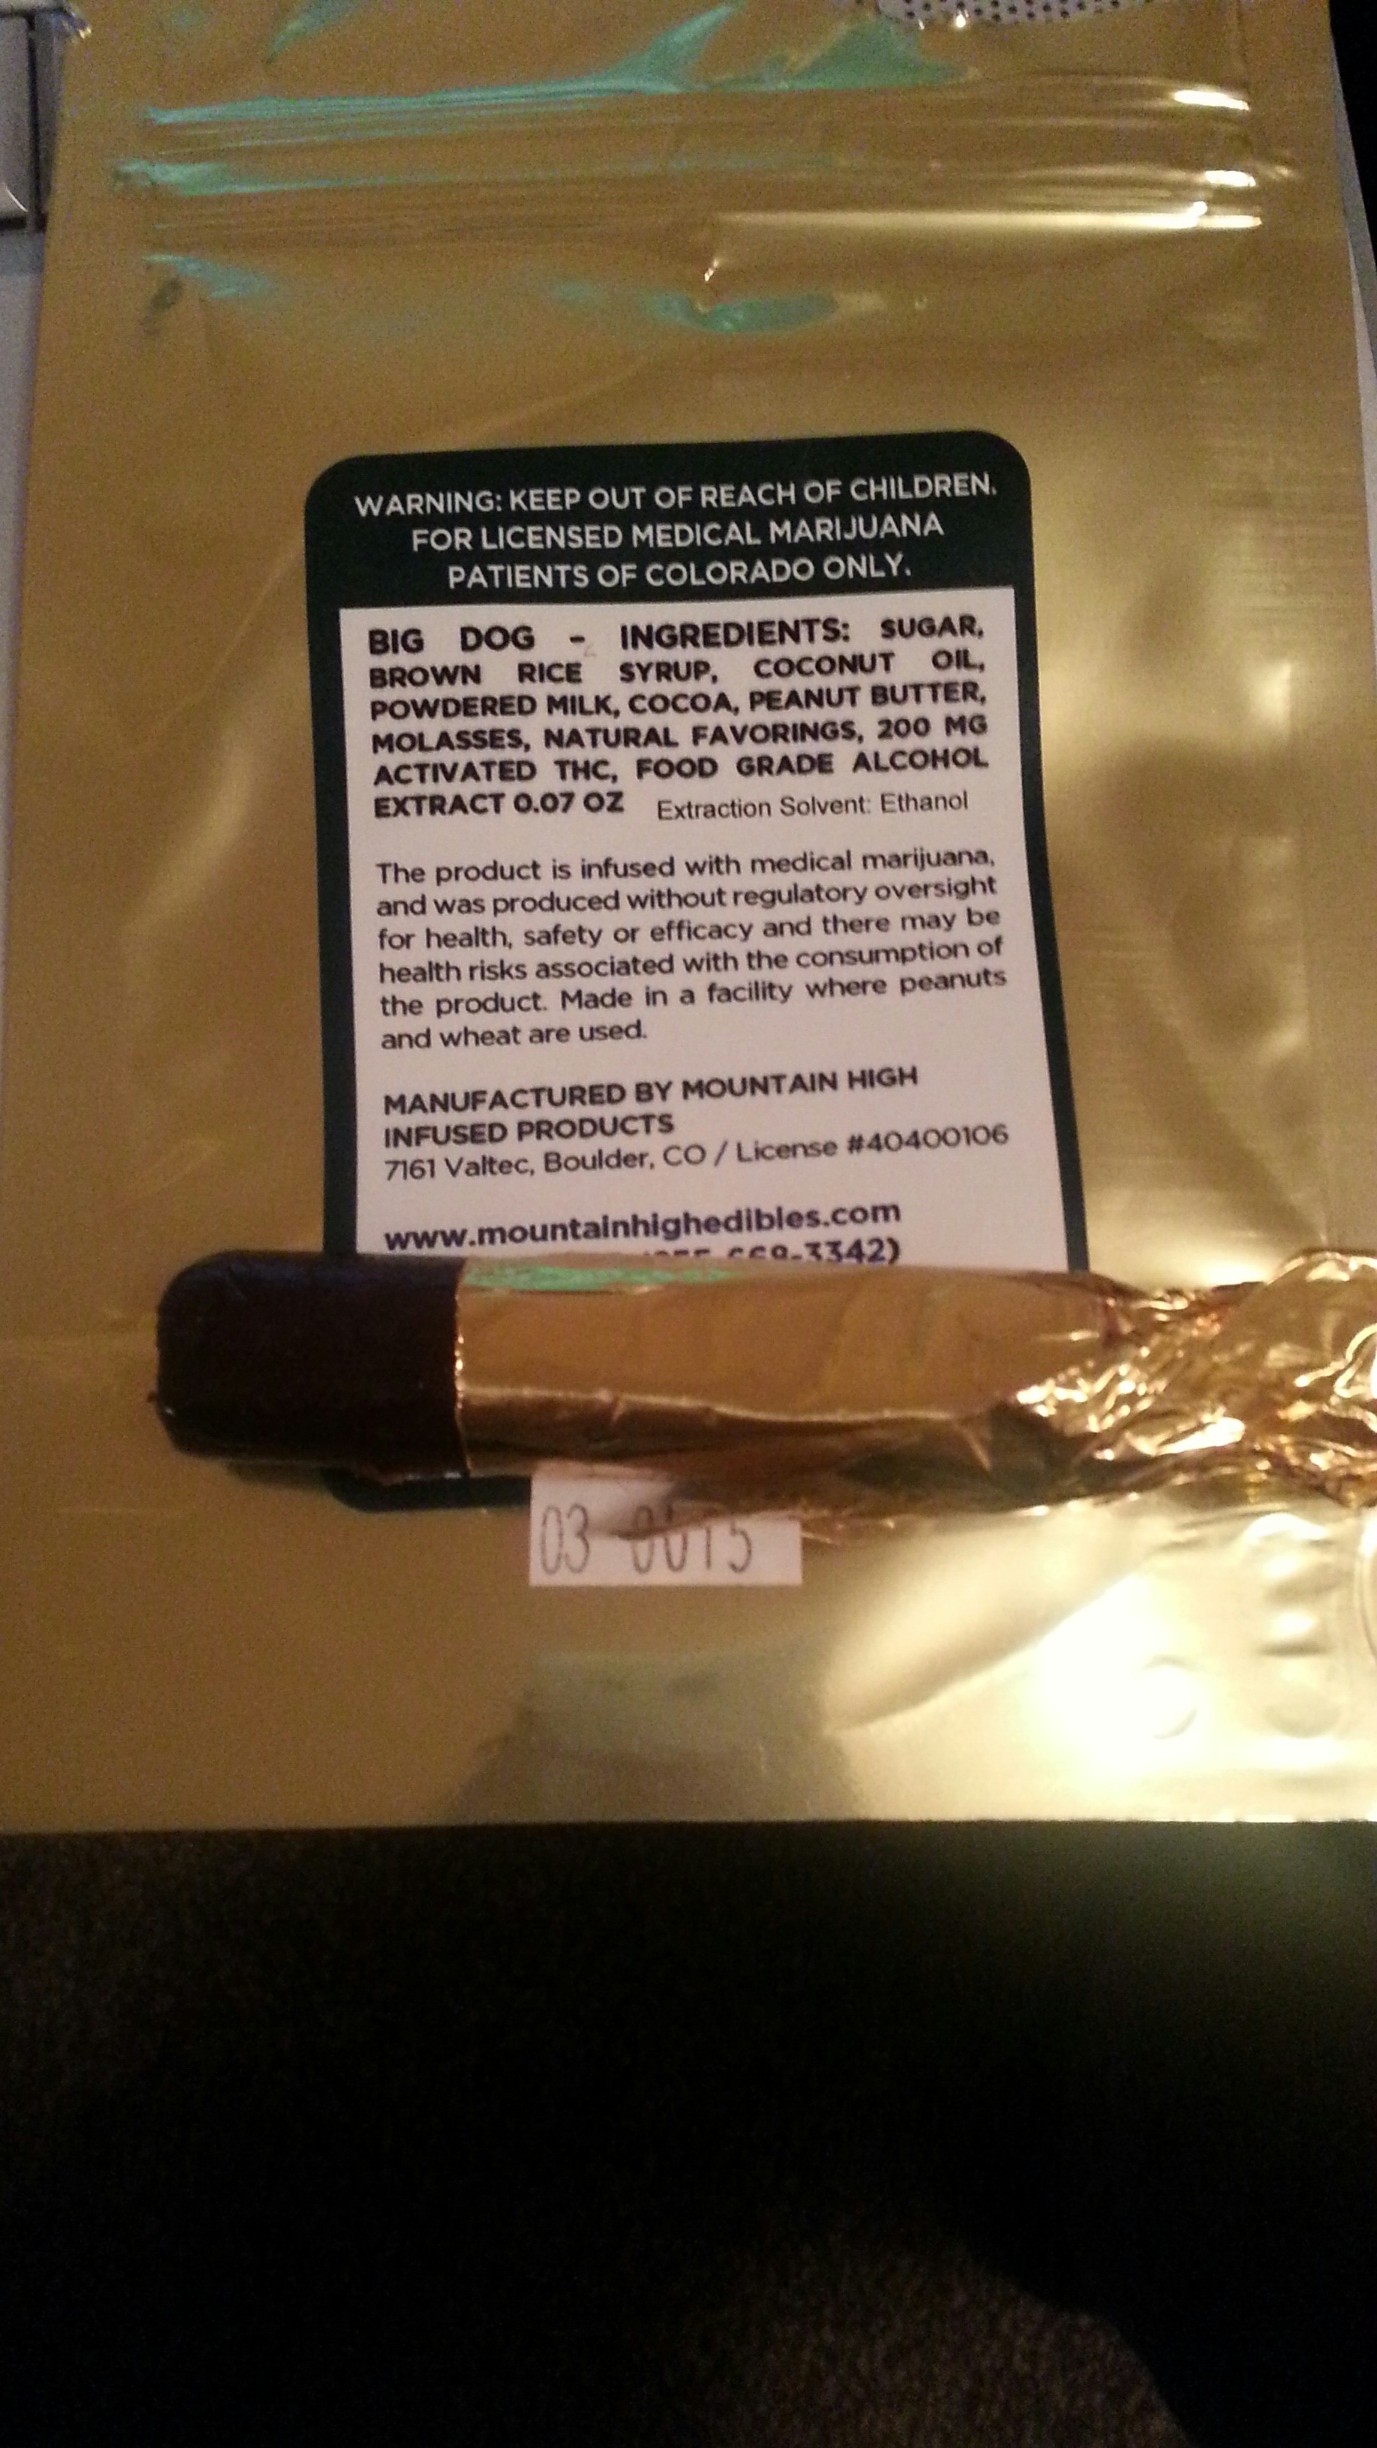 WARNING: KEEP OUT OF REACH OF CHILDREN.
FOR LICENSED MEDICAL MARIJUANA
PATIENTS OF COLORADO ONLY.
BIG DOG - INGREDIENTS: SUGAR,
BROWN RICE SYRUP, COCONUT OIL,
POWDERED MILK, COCOA, PEANUT BUTTER,
MOLASSES, NATURAL FAVORINGS, 200 MG
ACTIVATED THC, FOOD GRADE ALCOHOL
EXTRACT 0.07 OZ Extraction Solvent: Ethanol
The product is infused with medical marijuana,
and was produced without regulatory oversight
for health, safety or efficacy and there may be
health risks associated with the consumption of
the product. Made in a facility where peanuts
and wheat are used.
MANUFACTURED BY MOUNTAIN HIGH
INFUSED PRODUCTS
7161 Valtec, Boulder, CO / License #40400106
www.mountainhighedibles.com
669-3342)
03 0015